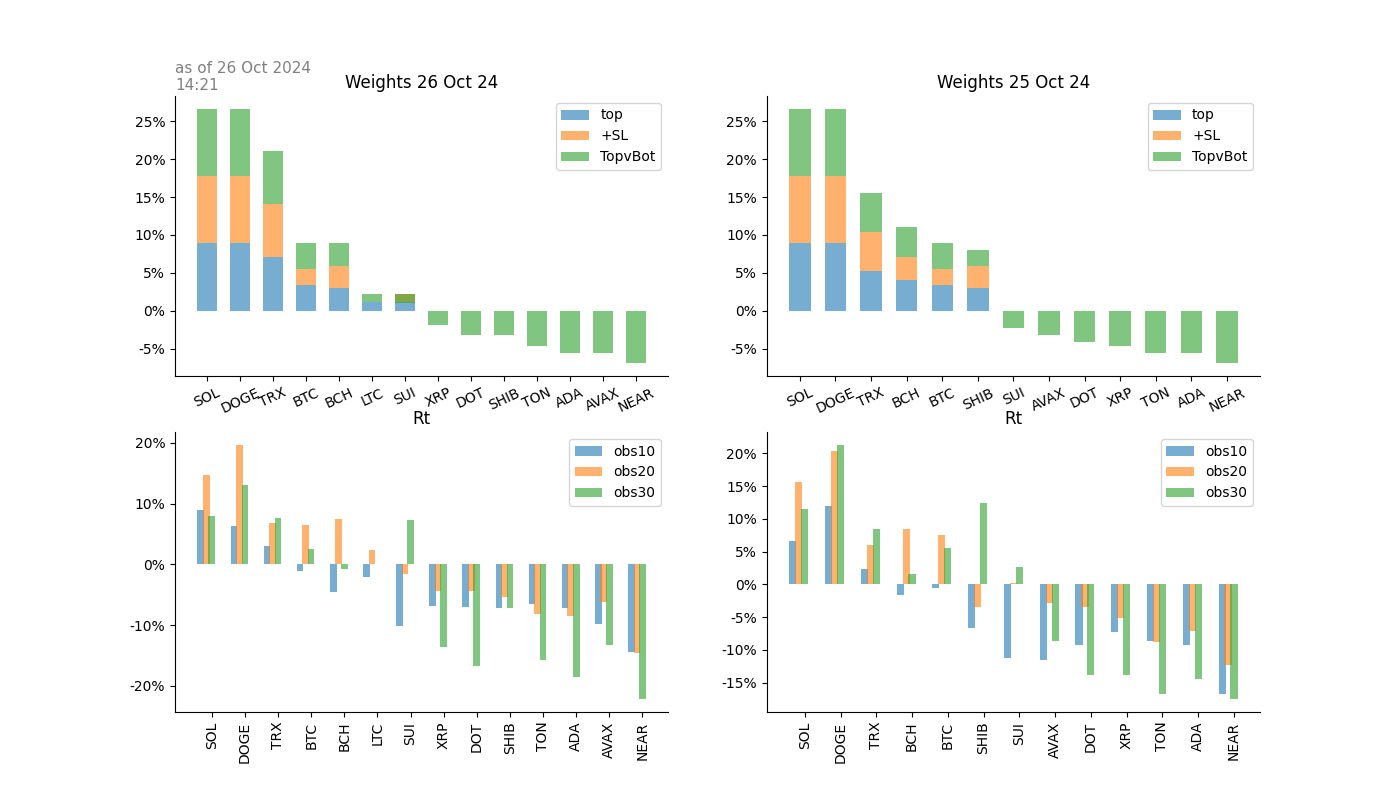 as of 26 Oct 2024
14:21
Weights 26 Oct 24
25%
20%
15%
10%
5%
0%
-5%
top
+SL
TopvBot
SOL DOGE TRX BTC BCH LTC SUI XRP DOT SHIB TON ADA AVAX NEAR
Weights 25 Oct 24
25%
20%
15%
10%
5%
0%
-5%
top
+SL
TopvBot
SOL DOGE TRX BCH BTC SHIB SUI AVAX DOT XRP TON ADA NEAR
Rt
20%
10%
0%
-10%
-20%
obs10
obs20
obs30
SOL DOGE TRX BTC BCH LTC SUI XRP DOT SHIB TON ADA AVAX NEAR
Rt
20%
15%
10%
5%
0%
-5%
-10%
-15%
obs10
obs20
obs30
SOL DOGE TRX BCH BTC SHIB SUI AVAX DOT XRP TON ADA NEAR